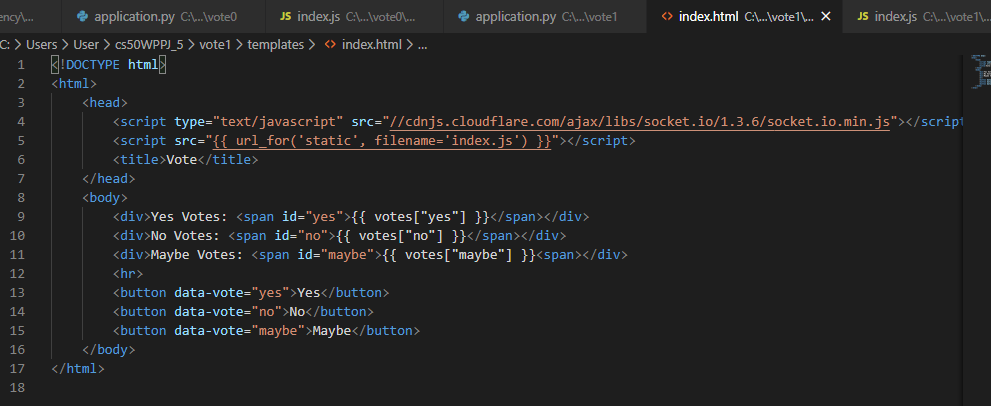 ency\... application.py C:\...\vote0 JS index.js C:\...\vote0\... application.py C:\...\vote1 <> index.html C:\...\vote1\... × JS index.js C:\...\vote1\...
C: > Users > User > cs50WPPJ_5 > vote1 > templates > <> index.html > ...
1 <!DOCTYPE html>
2 <html>
3 <head>
4 <script type="text/javascript" src="//cdnjs.cloudflare.com/ajax/libs/socket.io/1.3.6/socket.io.min.js"></script
5 <script src="{{ url_for('static', filename='index.js') }}"></script>
6 <title>Vote</title>
7 </head>
8 <body>
9 <div>Yes Votes: <span id="yes">{{ votes["yes"] }}</span></div>
10 <div>No Votes: <span id="no">{{ votes["no"] }}</span></div>
11 <div>Maybe Votes: <span id="maybe">{{ votes["maybe"] }}<span></div>
12 <hr>
13 <button data-vote="yes">Yes</button>
14 <button data-vote="no">No</button>
15 <button data-vote="maybe">Maybe</button>
16 </body>
17 </html>
18